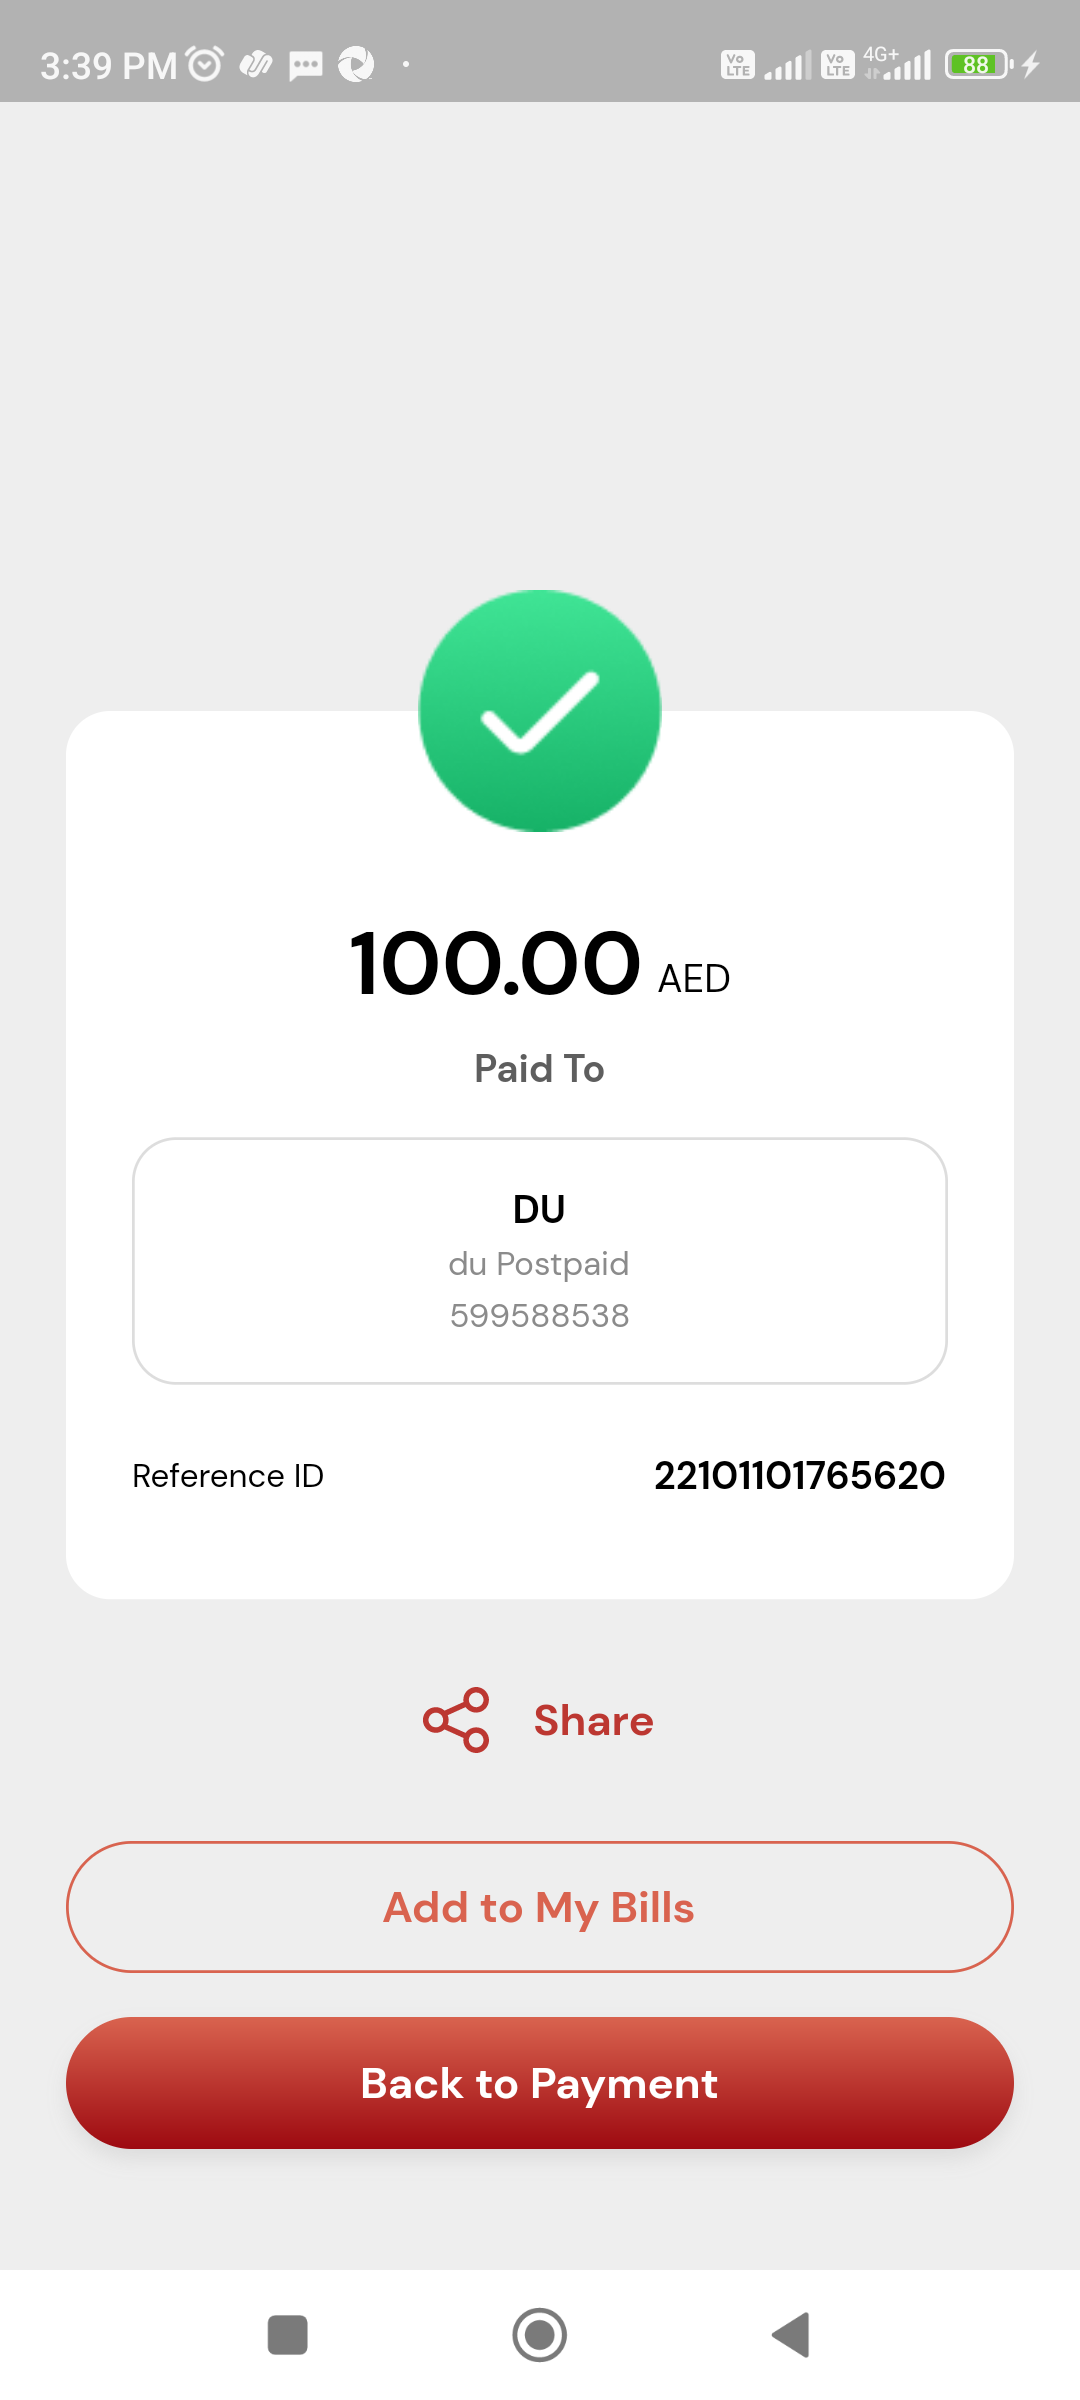 3:39 PM
Vo LTE
Vo LTE
4G+
88
100.00 AED
Paid To
DU
du Postpaid
599588538
Reference ID 22101101765620
Share
Add to My Bills
Back to Payment